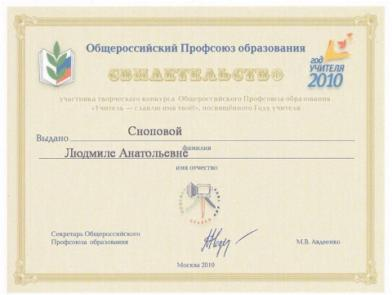 Общероссийский Профсоюз образования
ГОД
УЧИТЕЛЯ
2010
СВИДЕТЕЛЬСТВО
участника творческого конкурса Общероссийского Профсоюза образования
«Учитель — славлю имя твоё!», посвящённого Году учителя
Выдано Сноповой
фамилия
Людмиле Анатольевне
имя отчество
Секретарь Общероссийского
Профсоюза образования
М.В. Авдеенко
Москва 2010